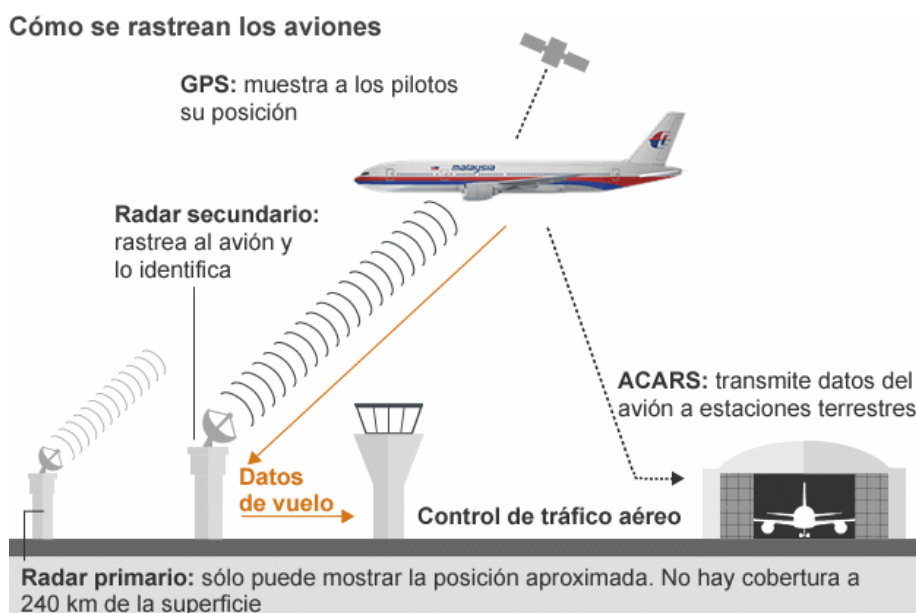 Cómo se rastrean los aviones
GPS: muestra a los pilotos
su posición
malaysia
Radar secundario:
rastrea al avión y
lo identifica
ACARS: transmite datos del
avión a estaciones terrestres
Datos
de vuelo
Control de tráfico aéreo
Radar primario: sólo puede mostrar la posición aproximada. No hay cobertura a
240 km de la superficie